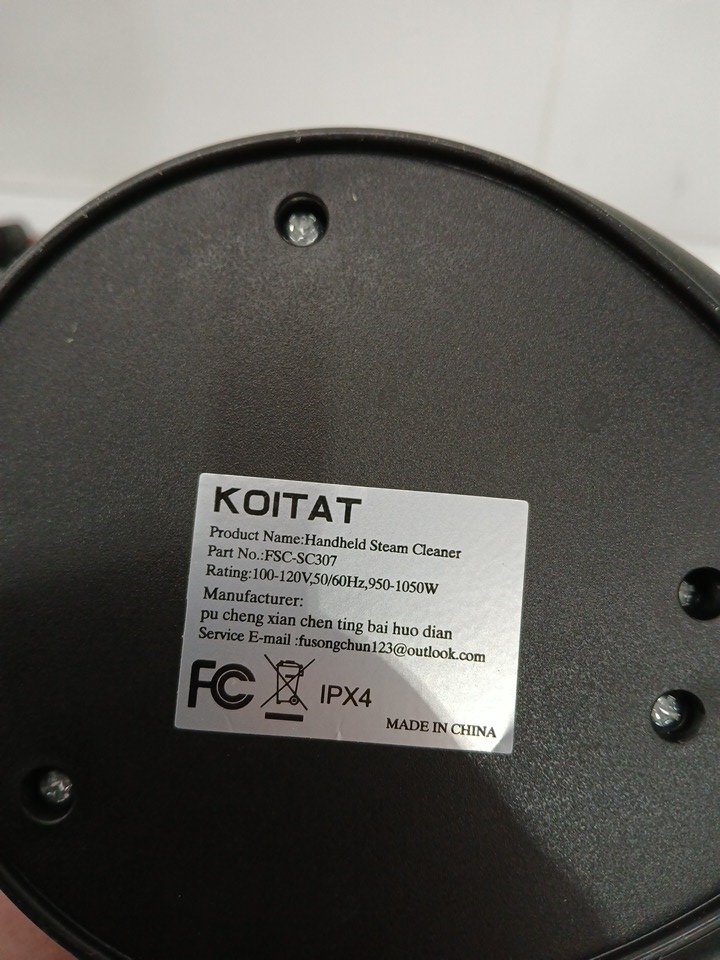 KOITAT
Product Name:Handheld Steam Cleaner
Part No.:FSC-SC307
Rating:100-120V,50/60Hz,950-1050W
Manufacturer:
pu cheng xian chen ting bai huo dian
Service E-mail :fusongchun123@outlook.com
FC IPX4
MADE IN CHINA